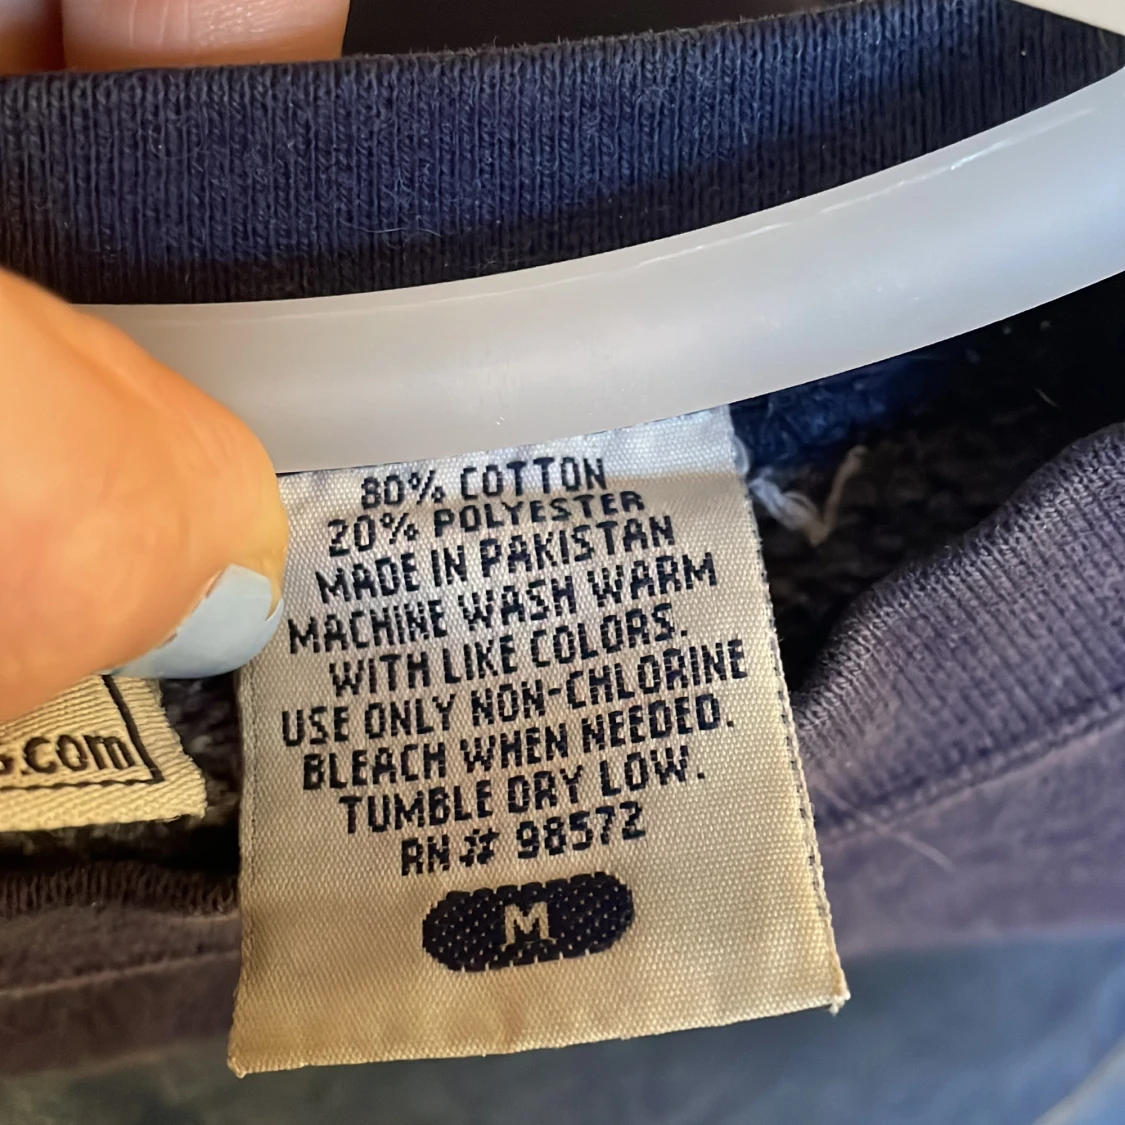 80% COTTON
20% POLYESTER
MADE IN PAKISTAN
MACHINE WASH WARM
WITH LIKE COLORS.
USE ONLY NON-CHLORINE
BLEACH WHEN NEEDED.
TUMBLE DRY LOW.
RN# 98572
M
.com